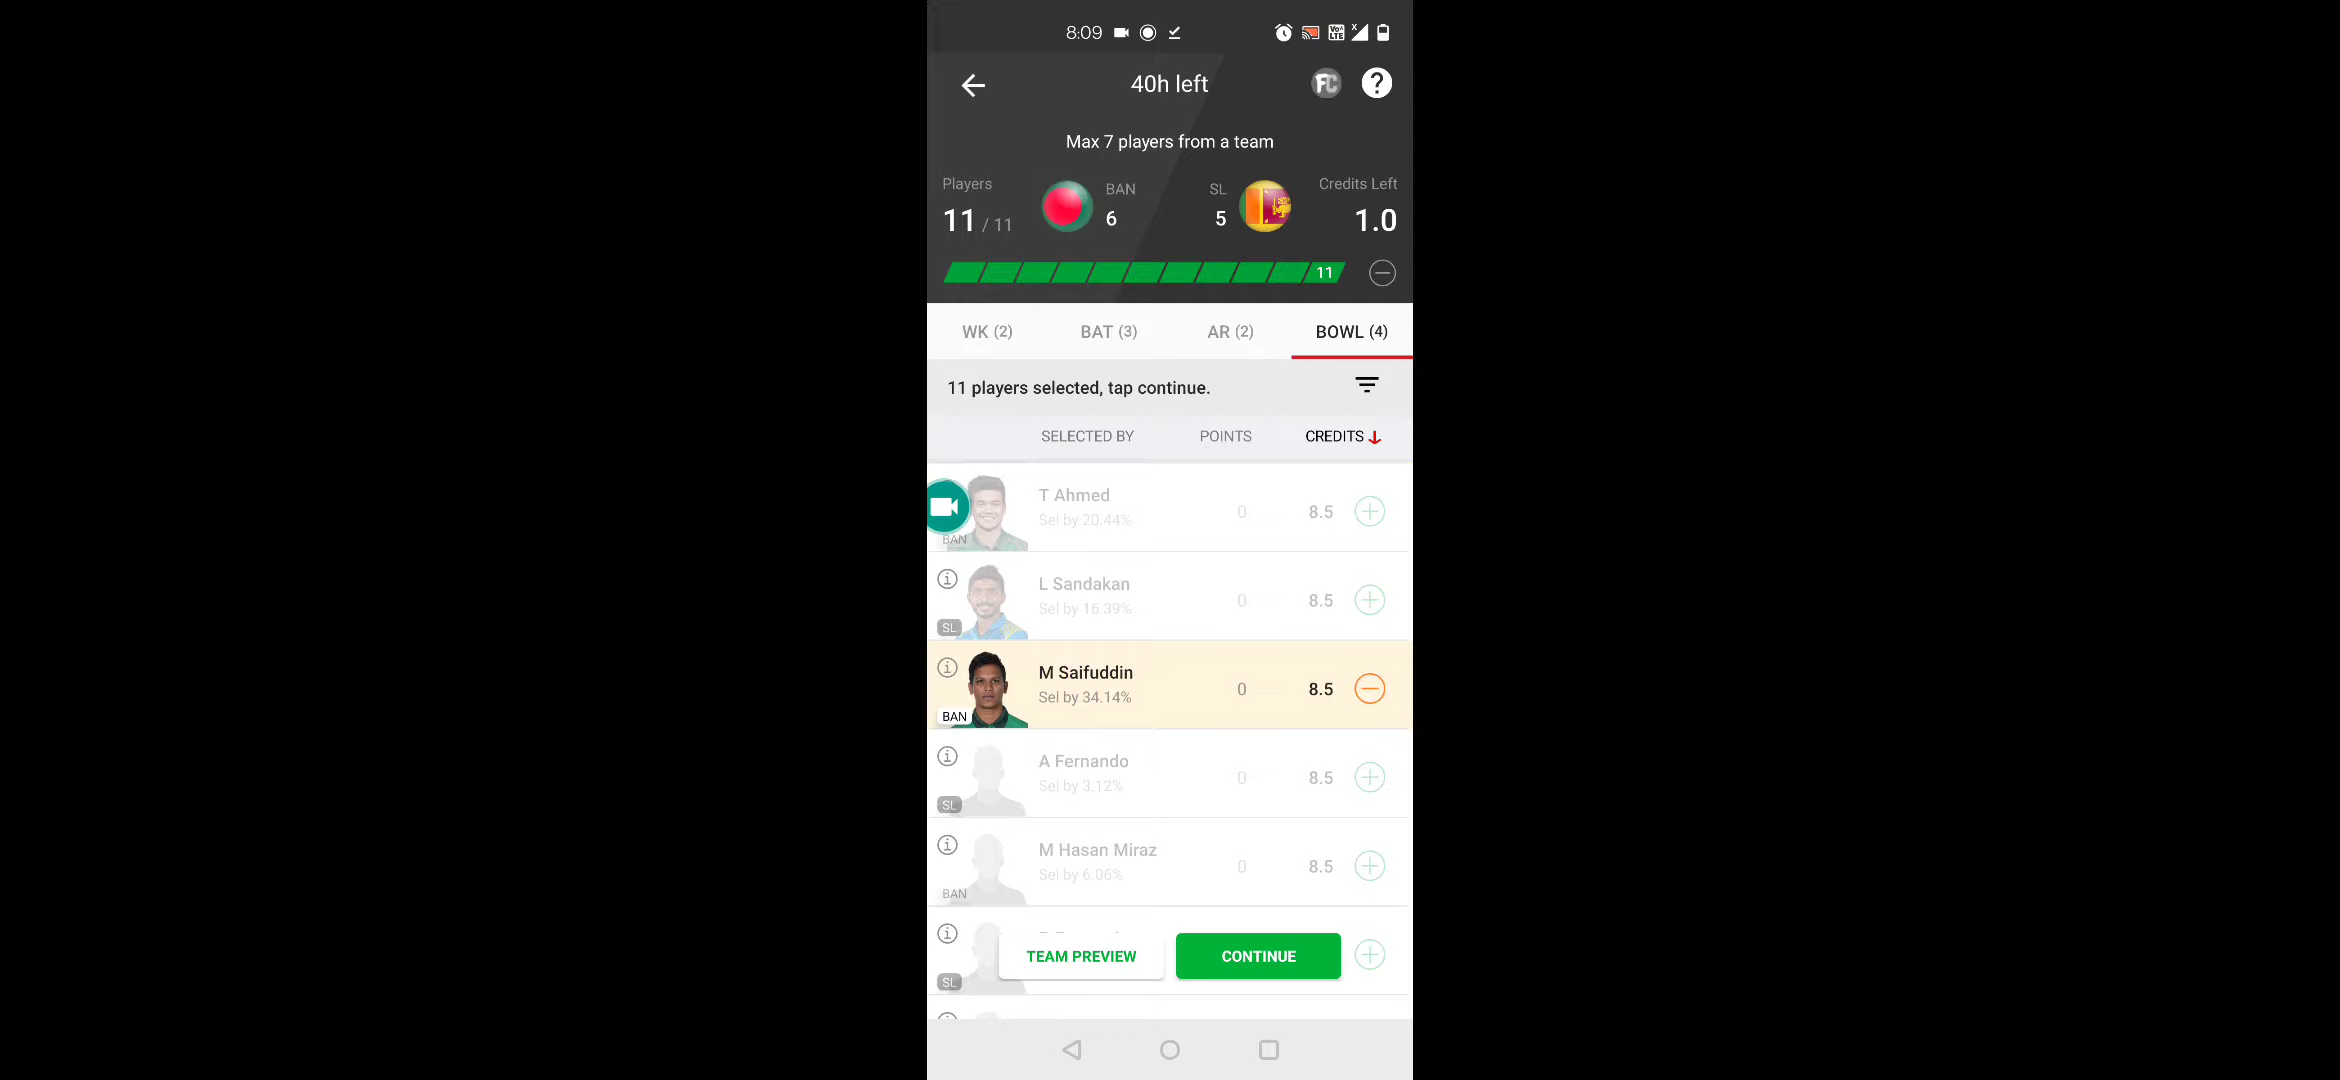 8:09
VoD LTE
X
40h left
FC
?
Max 7 players from a team
Players
BAN
SL
Credits Left
11 / 11
6
5
1.0
11
WK (2)
BAT (3)
AR (2)
BOWL (4)
11 players selected, tap continue.
SELECTED BY
POINTS
CREDITS
T Ahmed
Sel by 20.44%
0
8.5
BAN
L Sandakan
Sel by 16.39%
0
8.5
SL
M Saifuddin
Sel by 34.14%
0
8.5
BAN
A Fernando
Sel by 3.12%
0
8.5
SL
M Hasan Miraz
Sel by 6.06%
0
8.5
BAN
TEAM PREVIEW
CONTINUE
SL